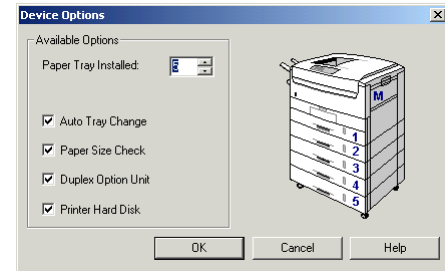 Device Options
Available Options
Paper Tray Installed: 5
Auto Tray Change
Paper Size Check
Duplex Option Unit
Printer Hard Disk
M
1
2
3
4
5
OK Cancel Help